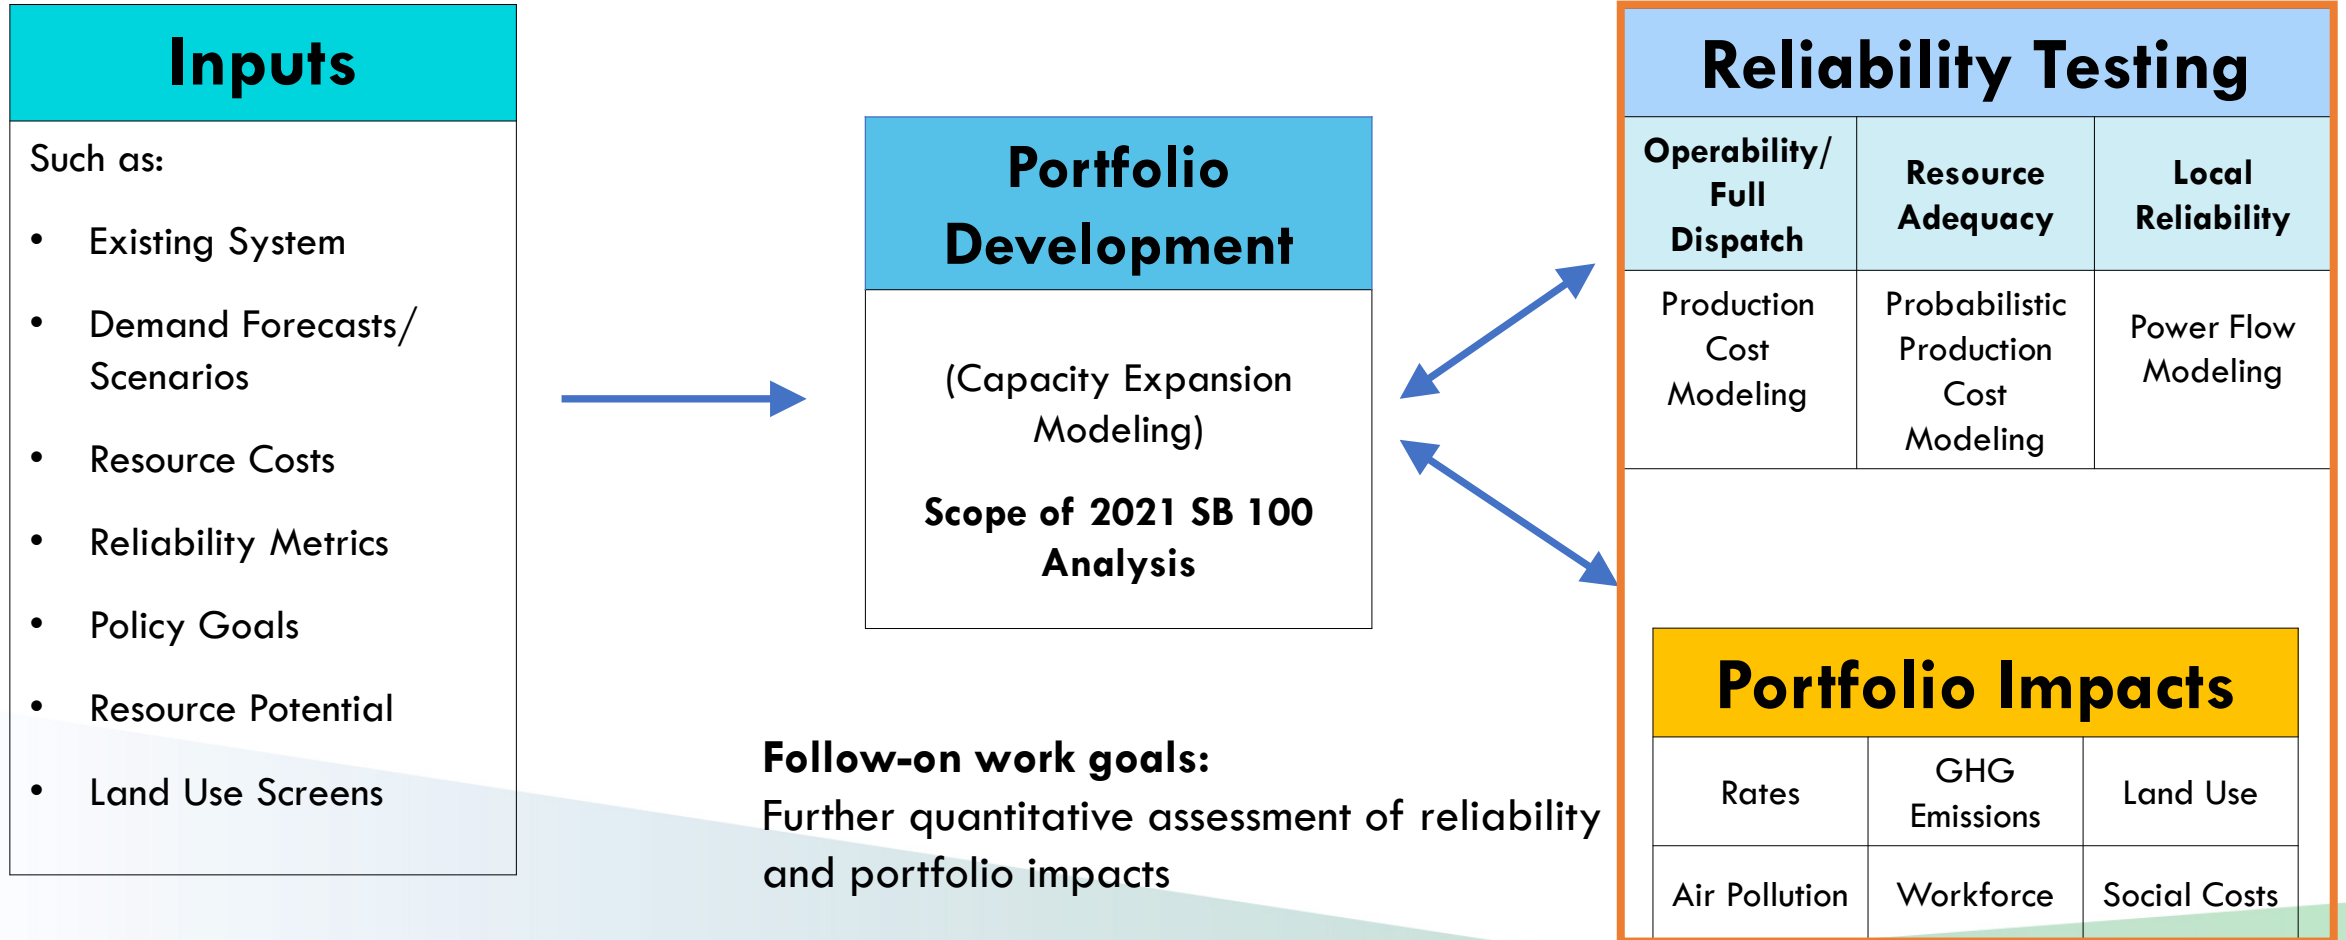 Inputs
Such as:
• Existing System
• Demand Forecasts/
Scenarios
• Resource Costs
• Reliability Metrics
• Policy Goals
• Resource Potential
• Land Use Screens
Portfolio
Development
(Capacity Expansion
Modeling)
Scope of 2021 SB 100
Analysis
Follow-on work goals:
Further quantitative assessment of reliability
and portfolio impacts
Reliability Testing
Operability/
Full
Dispatch
Resource
Adequacy
Local
Reliability
Production
Cost
Modeling
Probabilistic
Production
Cost
Modeling
Power Flow
Modeling
Portfolio Impacts
Rates
GHG
Emissions
Land Use
Air Pollution
Workforce
Social Costs